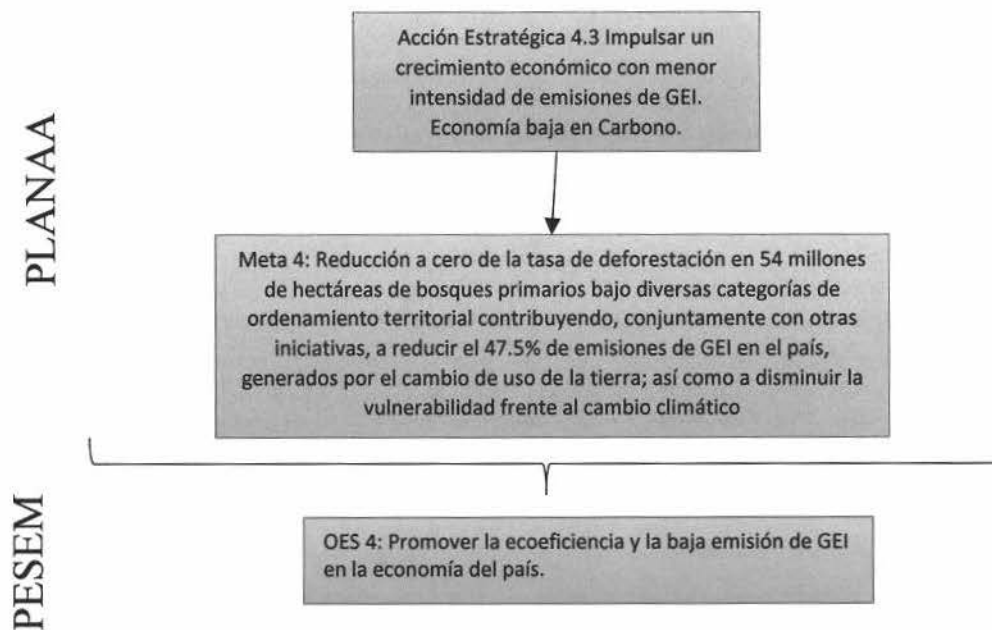 PLANAA
Acción Estratégica 4.3 Impulsar un
crecimiento económico con menor
intensidad de emisiones de GEI.
Economía baja en Carbono.
Meta 4: Reducción a cero de la tasa de deforestación en 54 millones
de hectáreas de bosques primarios bajo diversas categorías de
ordenamiento territorial contribuyendo, conjuntamente con otras
iniciativas, a reducir el 47.5% de emisiones de GEI en el país,
generados por el cambio de uso de la tierra; así como a disminuir la
vulnerabilidad frente al cambio climático
PESEM
OES 4: Promover la ecoeficiencia y la baja emisión de GEI
en la economía del país.